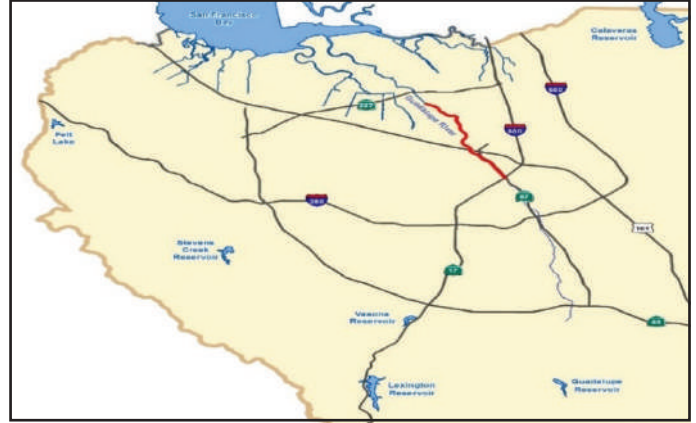 San Francisco
Bay
Calaveras
Reservoir
680
237
Guadalupe River
880
Felt
Lake
87
280
101
Stevens
Creek
Reservoir
17
Vasona
Reservoir
85
Lexington
Reservoir
Guadalupe
Reservoir